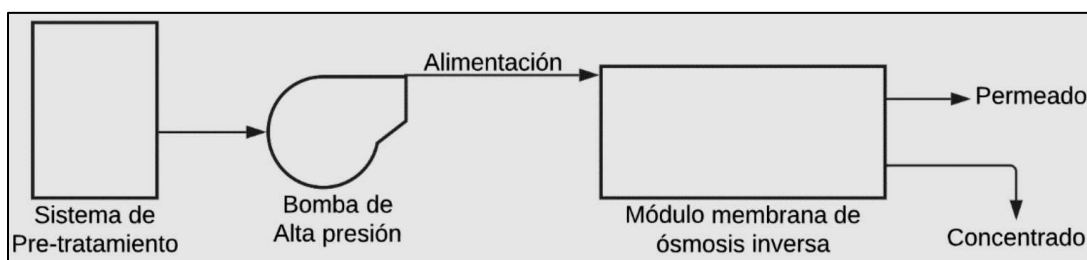 Sistema de
Pre-tratamiento
Bomba de
Alta presión
Alimentación
Módulo membrana de
ósmosis inversa
Permeado
Concentrado